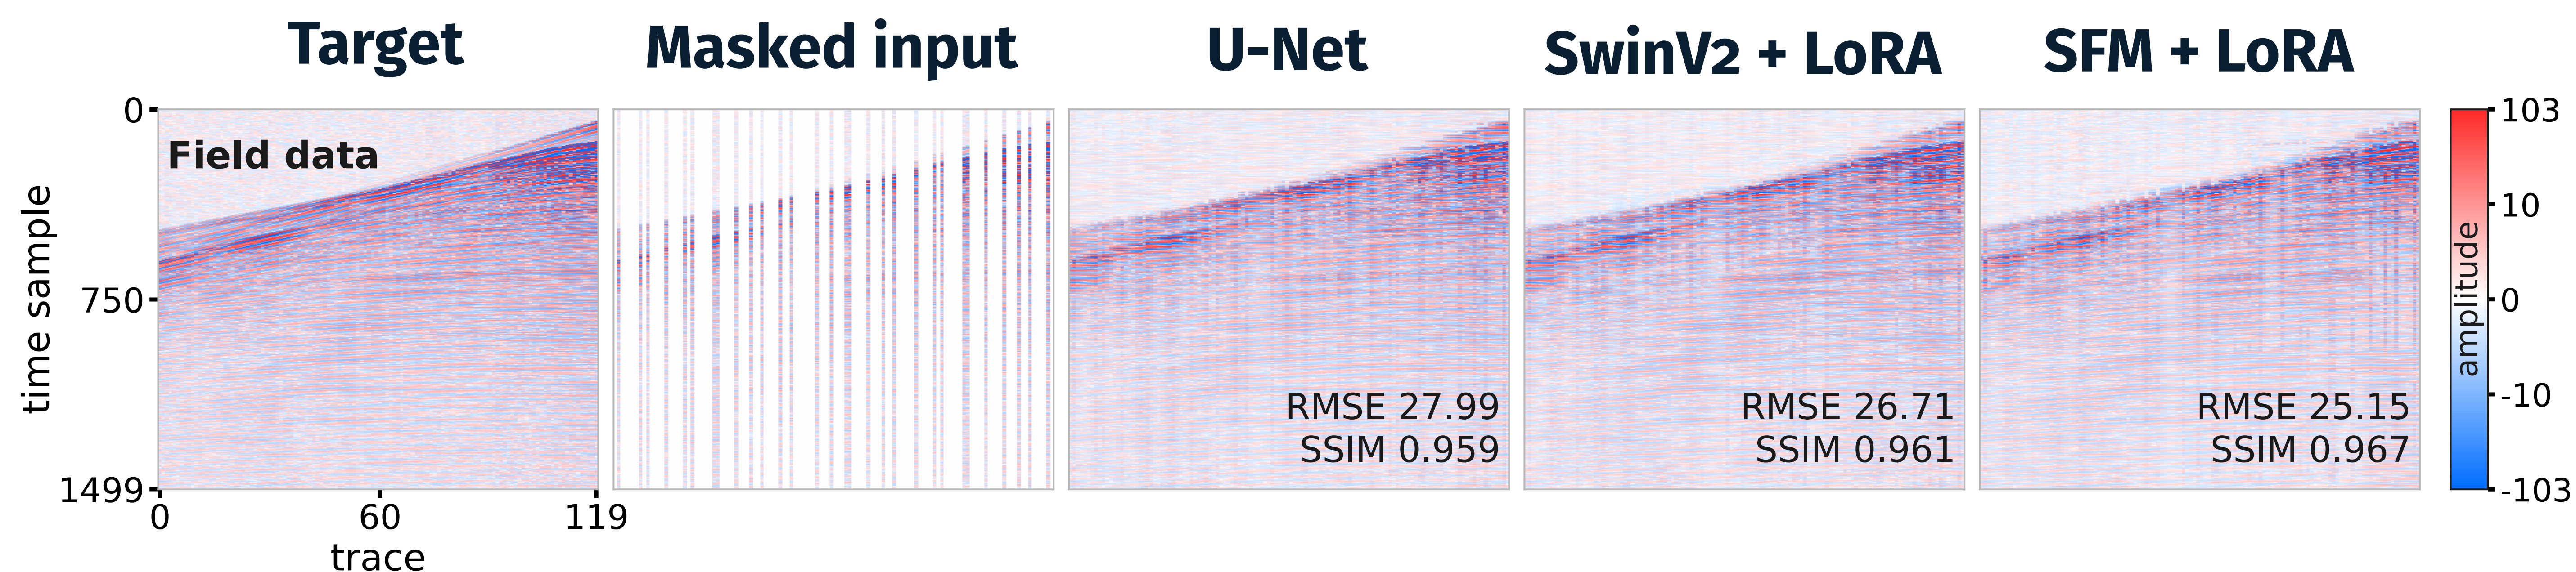 Target
Masked input
U-Net
SwinV2 + LoRA
SFM + LoRA
Field data
time sample
0
750
1499
0
60
119
trace
RMSE 27.99
SSIM 0.959
RMSE 26.71
SSIM 0.961
RMSE 25.15
SSIM 0.967
103
10
0
-10
-103
amplitude